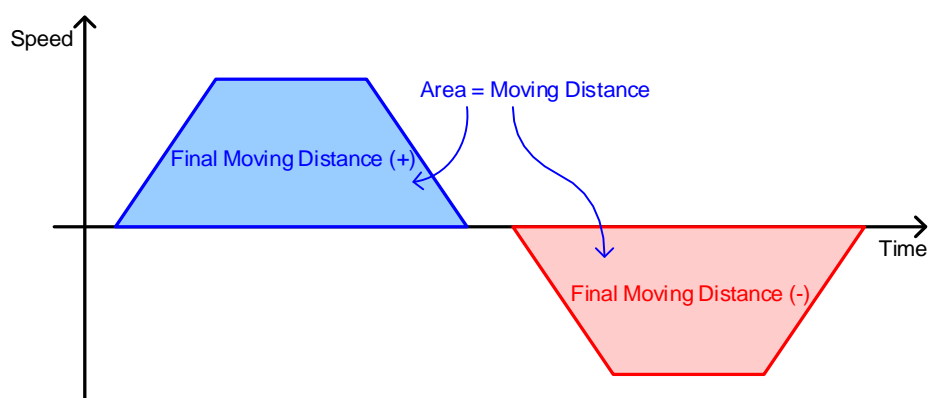 Speed
Area = Moving Distance
Final Moving Distance (+)
Time
Final Moving Distance (-)